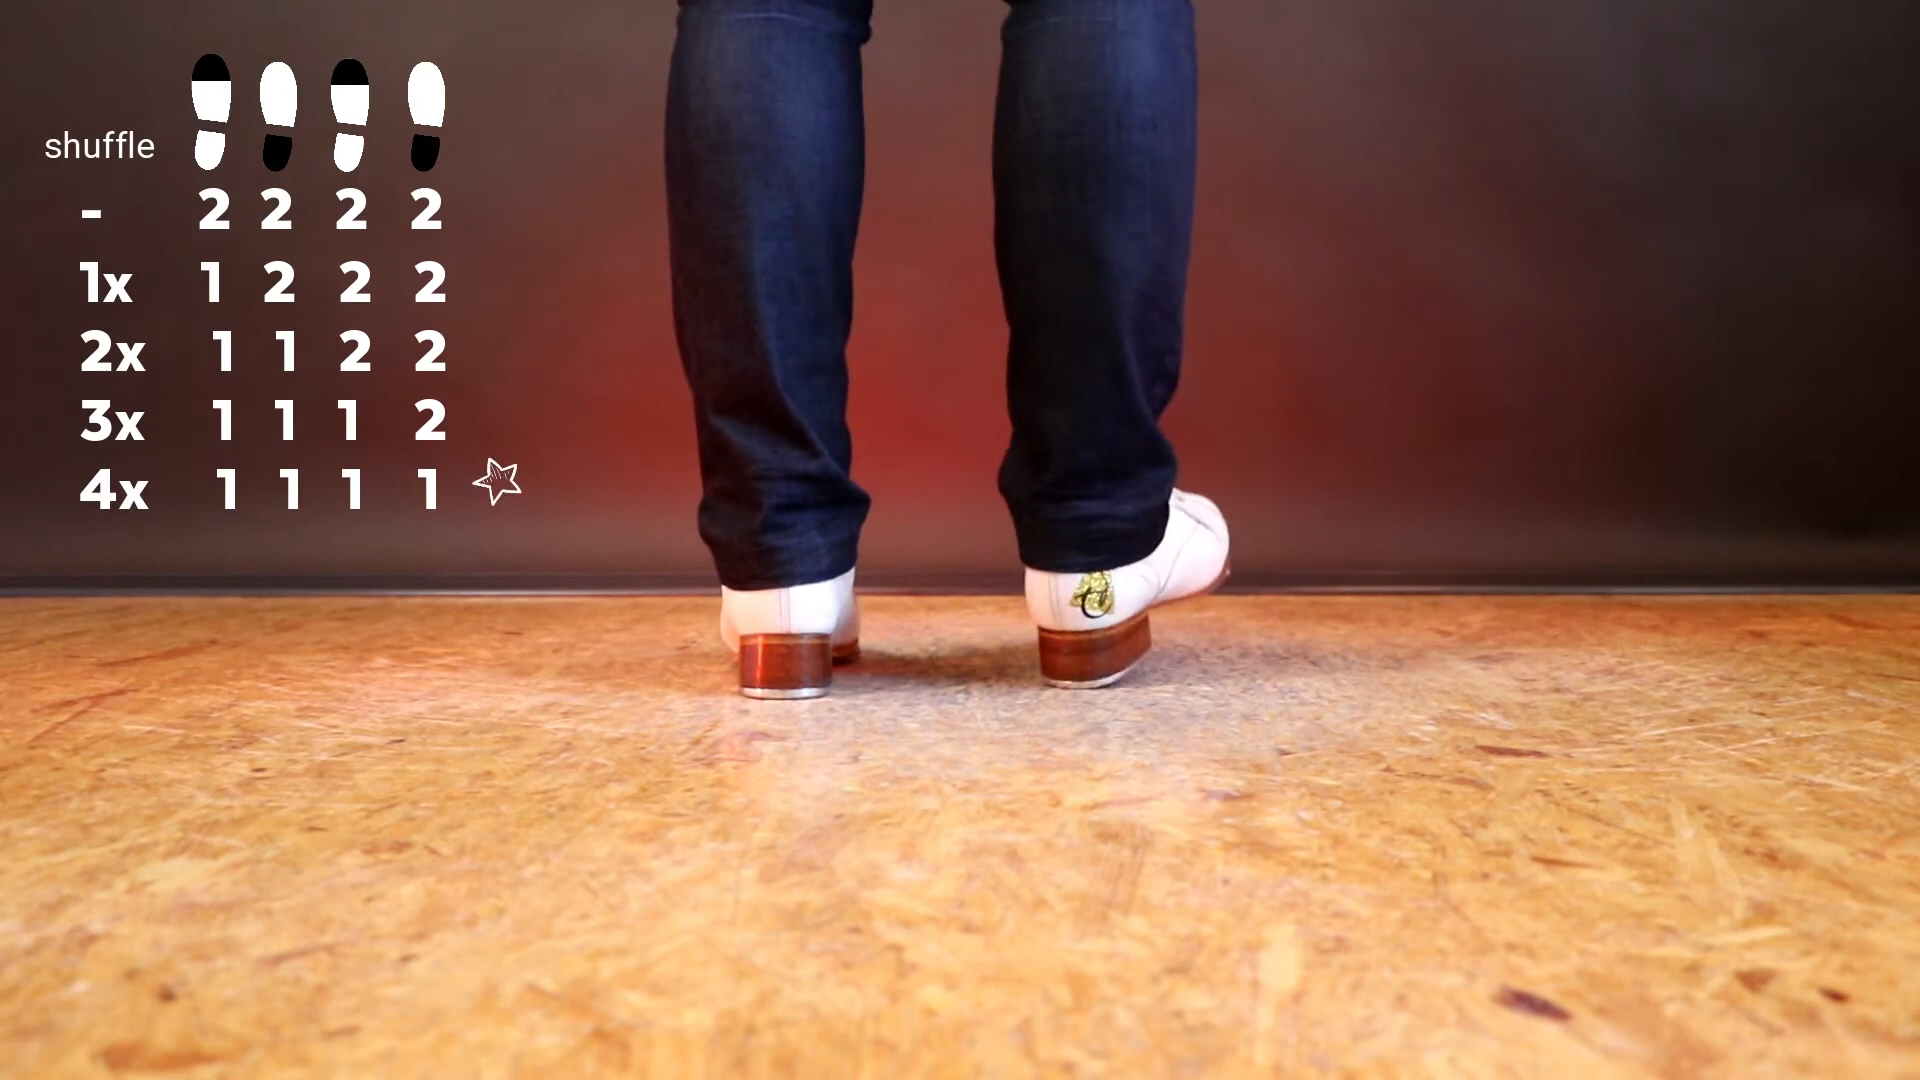 shuffle
- 2 2 2 2
1x 1 2 2 2
2x 1 1 2 2
3x 1 1 1 2
4x 1 1 1 1